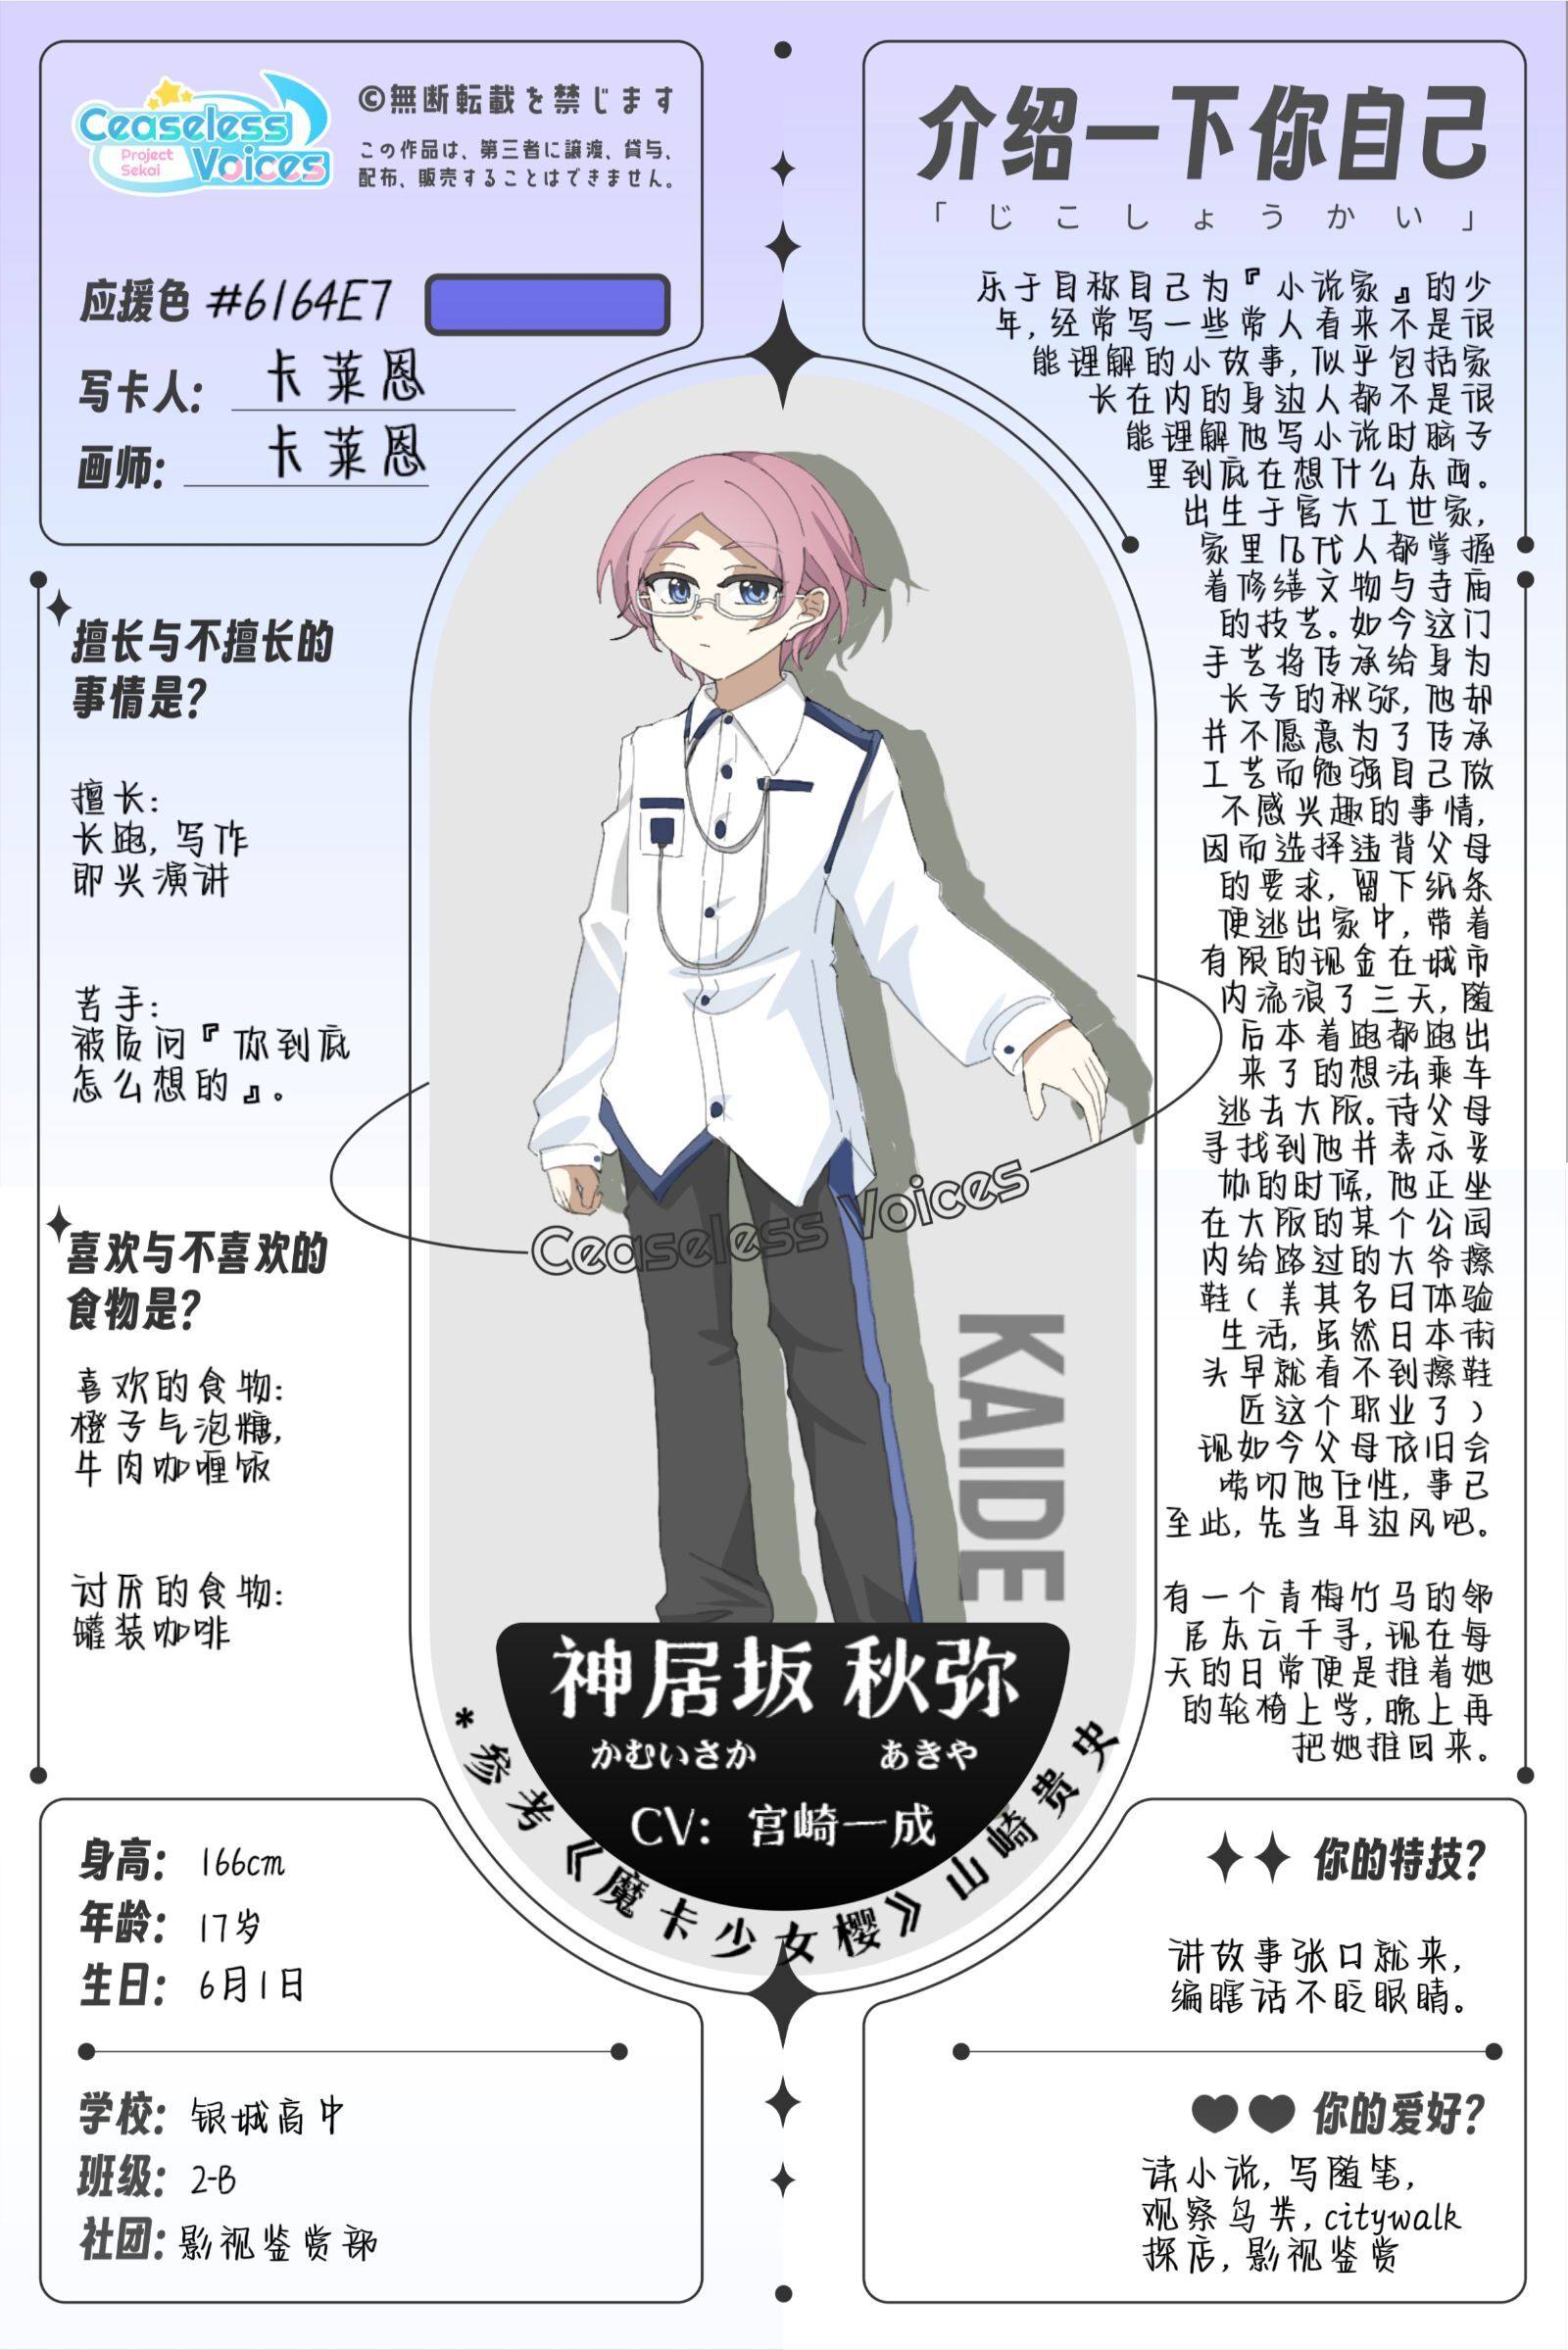 Ceaseless
Voices
Project
Sekai
©無断転載を禁じます
この作品は、第三者に譲渡、貸与、
配布、販売することはできません。
应援色 #6164E7
写卡人: 卡莱恩
画师: 卡莱恩
介绍一下你自己
「じこしょうかい」
乐于自称自己为『小说家』的少
年, 经常写一些常人看来不是很
能理解的小故事, 似乎包括家
长在内的身边人都不是很
能理解他写小说时脑子
里到底在想什么东西。
出生于宫大工世家,
家里几代人都掌握
着修缮文物与寺庙
的技艺。如今这门
手艺将传承给身为
长子的秋弥, 他却
并不愿意为了传承
工艺而勉强自己做
不感兴趣的事情,
因而选择违背父母
的要求, 留下纸条
便逃出家中, 带着
有限的现金在城市
内流浪了三天, 随
后本着跑都跑出
来了的想法乘车
逃去大阪。待父母
寻找到他并表示妥
协的时候, 他正坐
在大阪的某个公园
内给路过的大爷擦
鞋 ( 美其名曰体验
生活, 虽然日本街
头早就看不到擦鞋
匠这个职业了 )
现如今父母依旧会
唠叨他任性, 事已
至此, 先当耳边风吧。
有一个青梅竹马的邻
居东云千寻, 现在每
天的日常便是推着她
的轮椅上学, 晚上再
把她推回来。
擅长与不擅长的
事情是?
擅长:
长跑, 写作
即兴演讲
苦手:
被质问『你到底
怎么想的』。
喜欢与不喜欢的
食物是?
喜欢的食物:
橙子气泡糖,
牛肉咖喱饭
讨厌的食物:
罐装咖啡
Ceaseless Voices
KAIDE
神居坂 秋弥
かむいさか あきや
CV: 宫崎一成
*参考《魔卡少女樱》山崎贵史
身高: 166cm
年龄: 17岁
生日: 6月1日
学校: 银城高中
班级: 2-B
社团: 影视鉴赏部
你的特技?
讲故事张口就来,
编瞎话不眨眼睛。
你的爱好?
读小说, 写随笔,
观察鸟类, citywalk
探店, 影视鉴赏